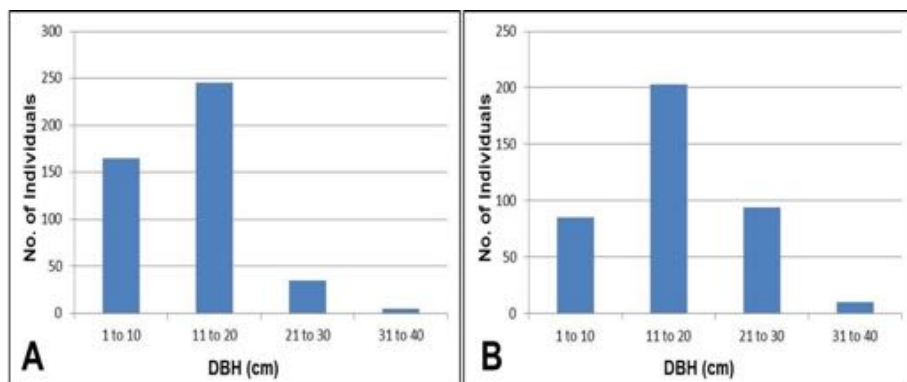 300
250
200
150
100
50
0
No. of Individuals
1 to 10
11 to 20
21 to 30
31 to 40
DBH (cm)
A
250
200
150
100
50
0
No. of Individuals
1 to 10
11 to 20
21 to 30
31 to 40
DBH (cm)
B